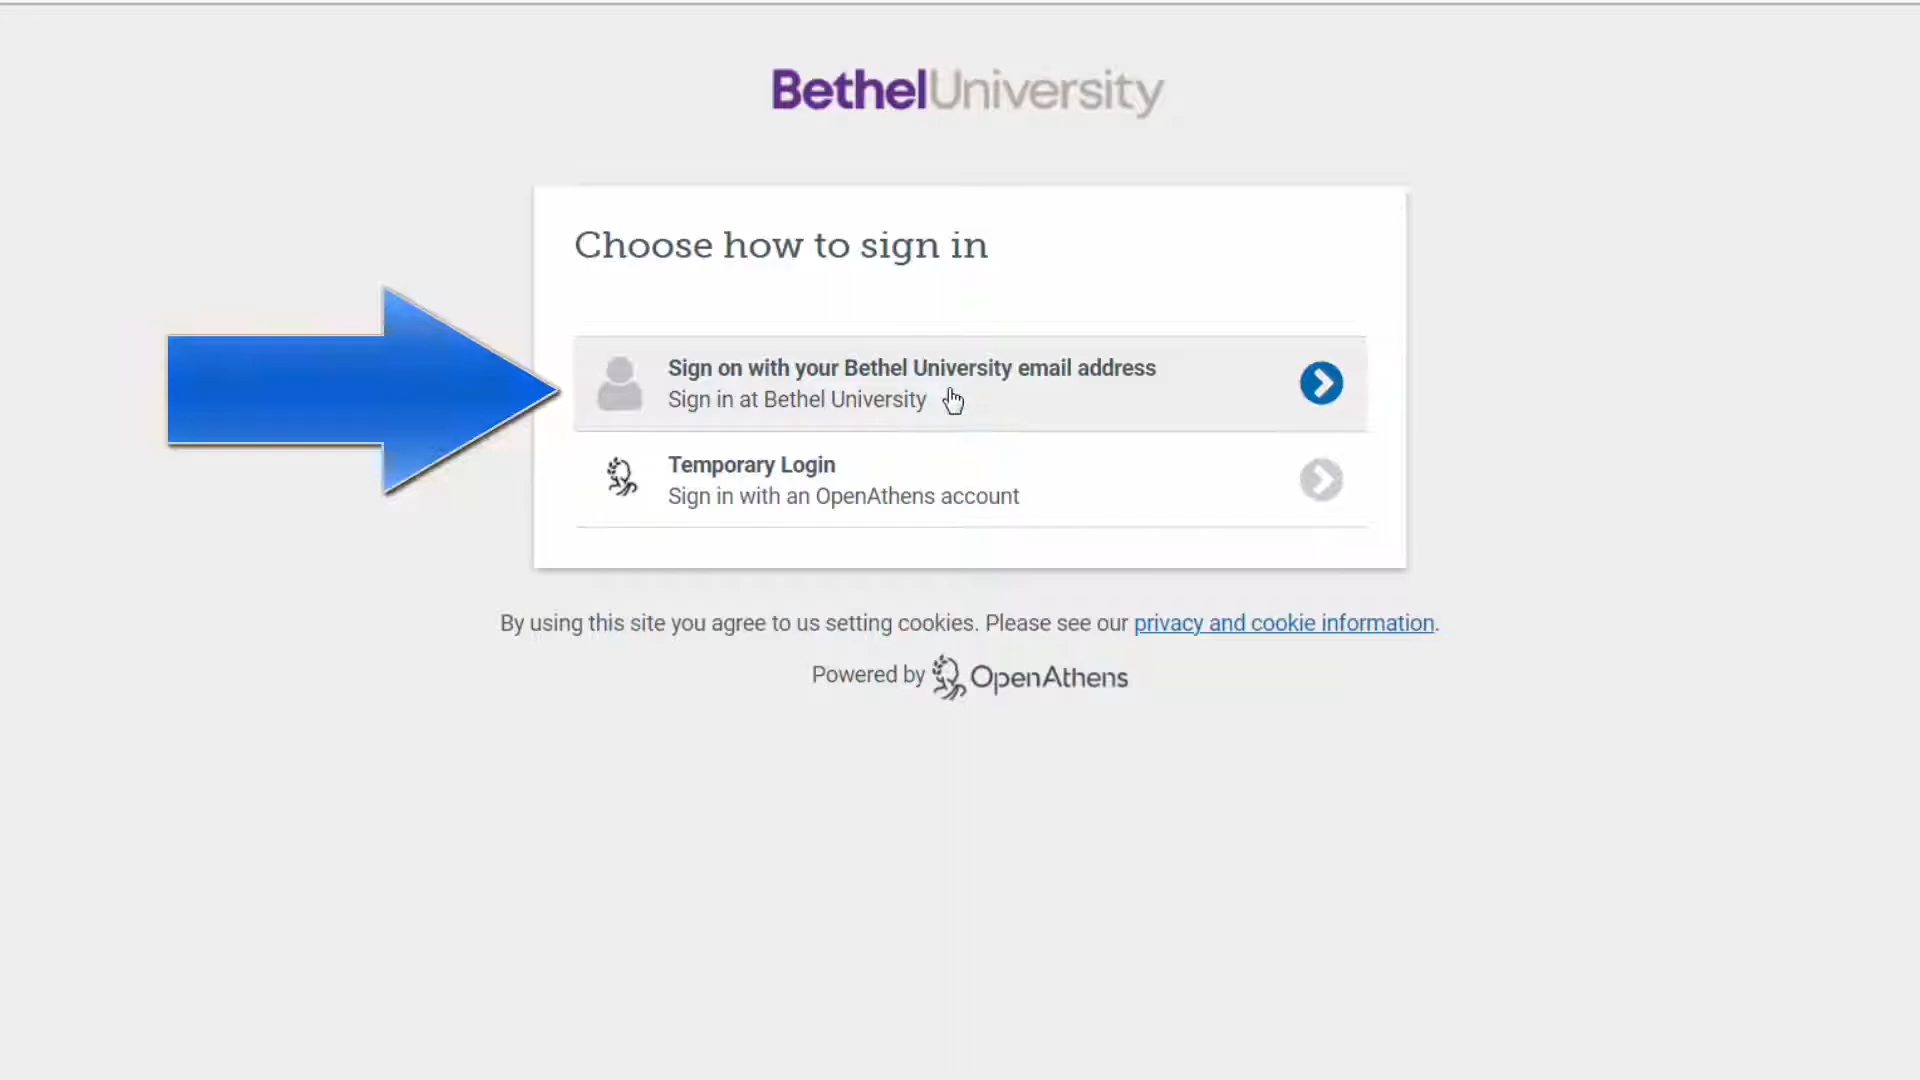 BethelUniversity
Choose how to sign in
Sign on with your Bethel University email address
Sign in at Bethel University
Temporary Login
Sign in with an OpenAthens account
By using this site you agree to us setting cookies. Please see our privacy and cookie information.
Powered by OpenAthens